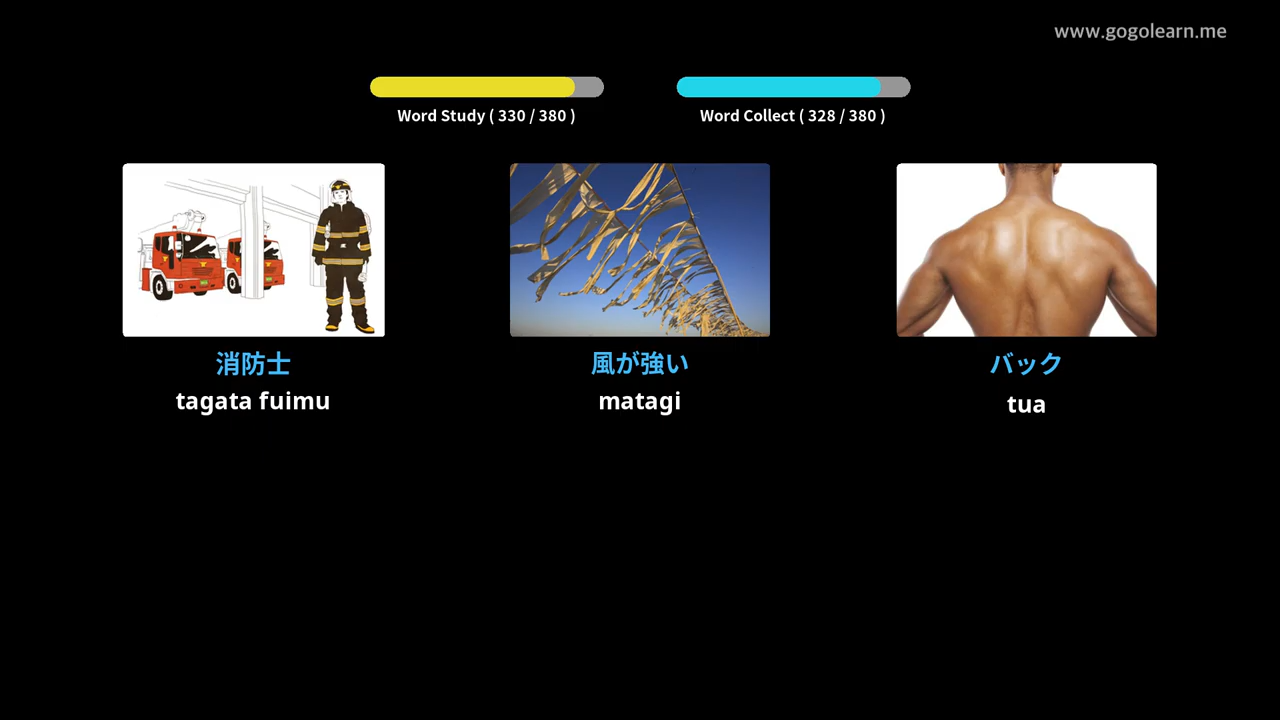 www.gogolearn.me
Word Study ( 330 / 380 )
Word Collect ( 328 / 380 )
消防士
風が強い
バック
tagata fuimu
matagi
tua